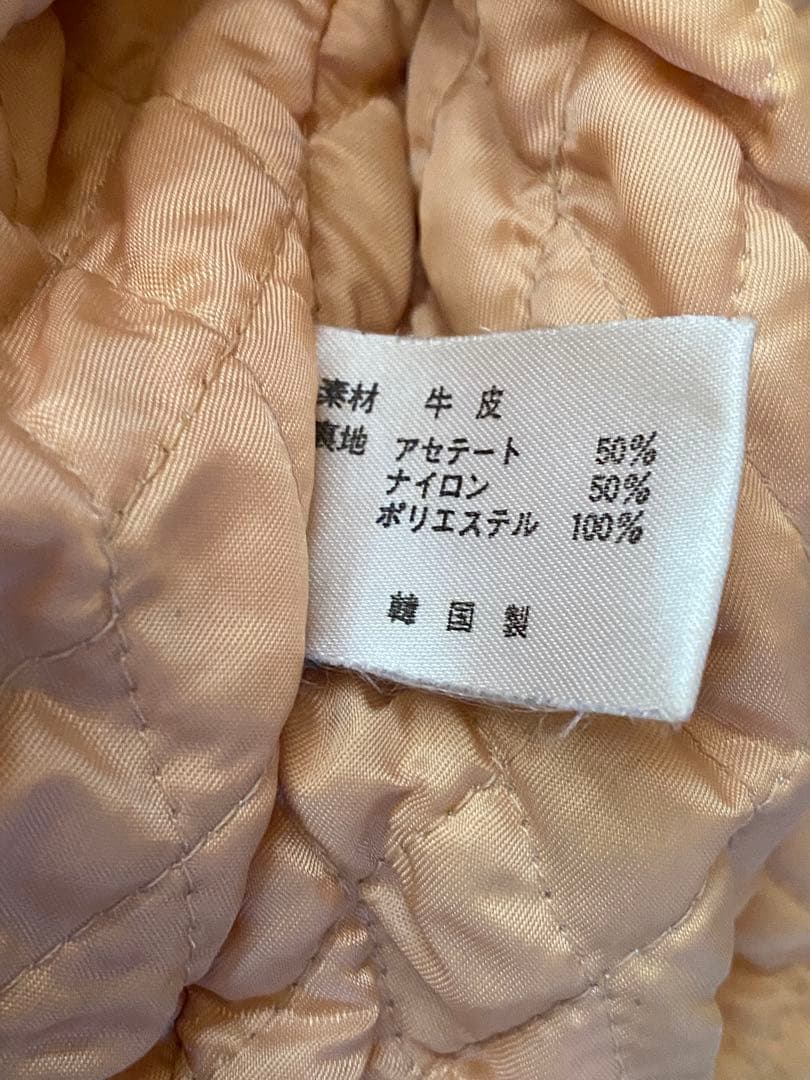 素材 牛皮
裏地 アセテート 50%
ナイロン 50%
ポリエステル 100%
韓国製